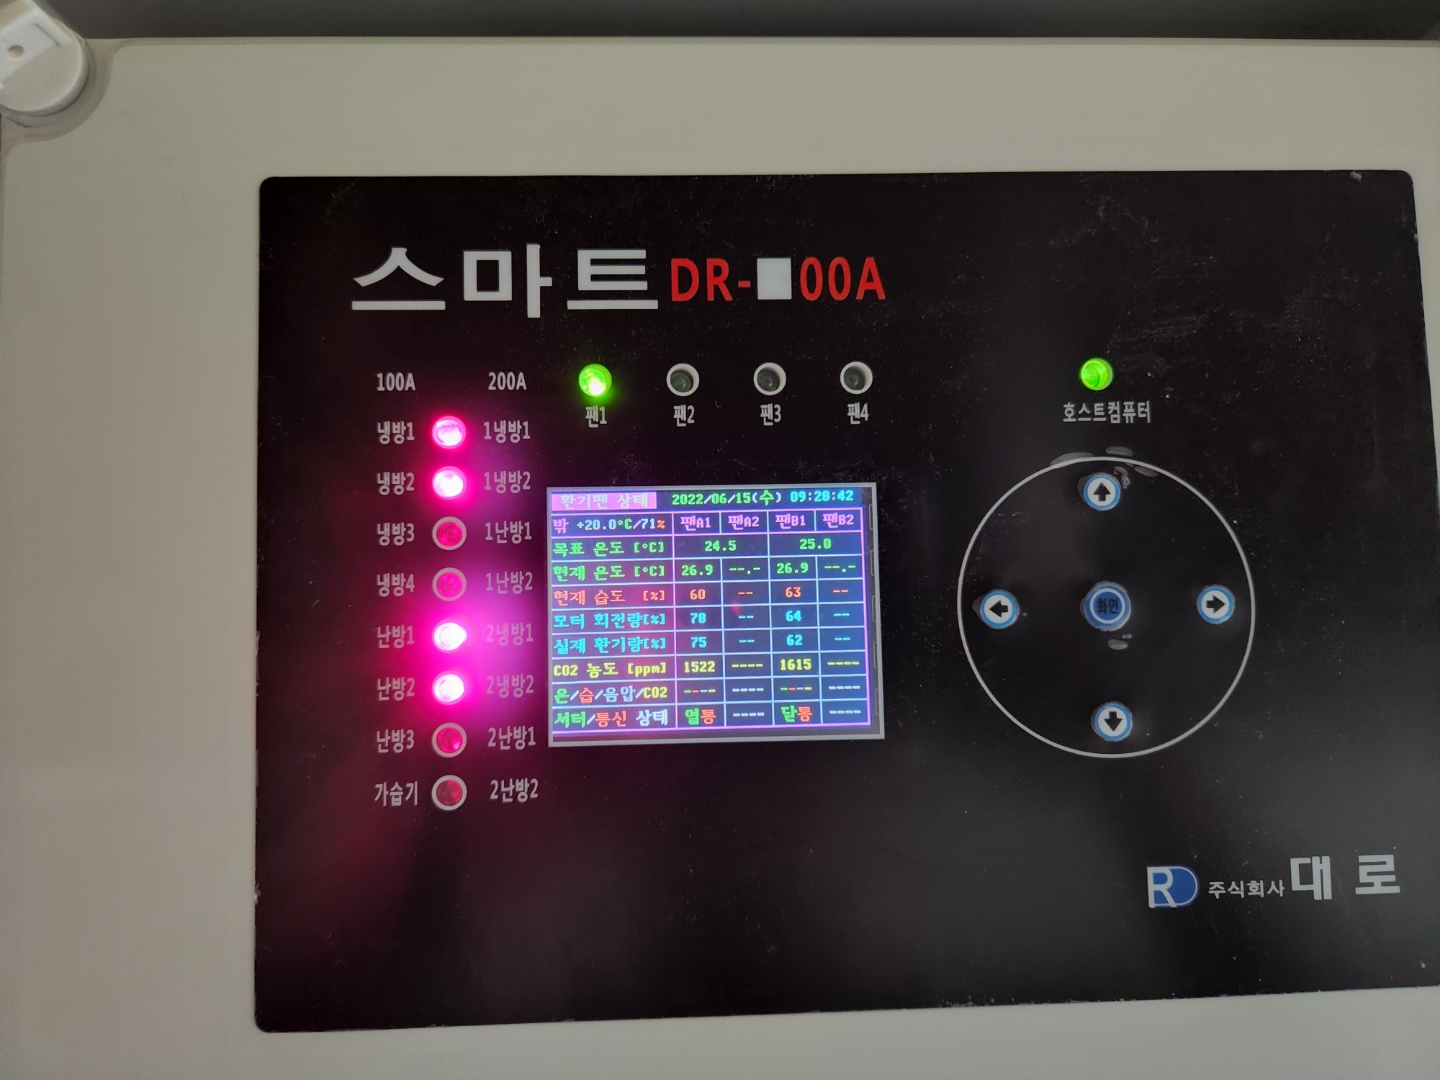 스마트 DR-■00A
100A 200A
팬1 팬2 팬3 팬4
호스트컴퓨터
냉방1 1냉방1
냉방2 1냉방2
냉방3 1난방1
냉방4 1난방2
난방1 2냉방1
난방2 2냉방2
난방3 2난방1
가습기 2난방2
환기팬 상태 2022/06/15(수) 09:28:42
밖 +20.0°C/71% 팬A1 팬A2 팬B1 팬B2
목표 온도 [°C] 24.5 25.0
현재 온도 [°C] 26.9 --.- 26.9 --.-
현재 습도 [%] 60 -- 63 --
모터 회전량[%] 78 -- 64 --
실제 환기량[%] 75 -- 62 --
CO2 농도 [ppm] 1522 ---- 1615 ----
온/습/음압/CO2 ---- ---- ---- ----
셔터/통신 상태 열통 ---- 닫통 ----
화면
RD 주식회사 대로